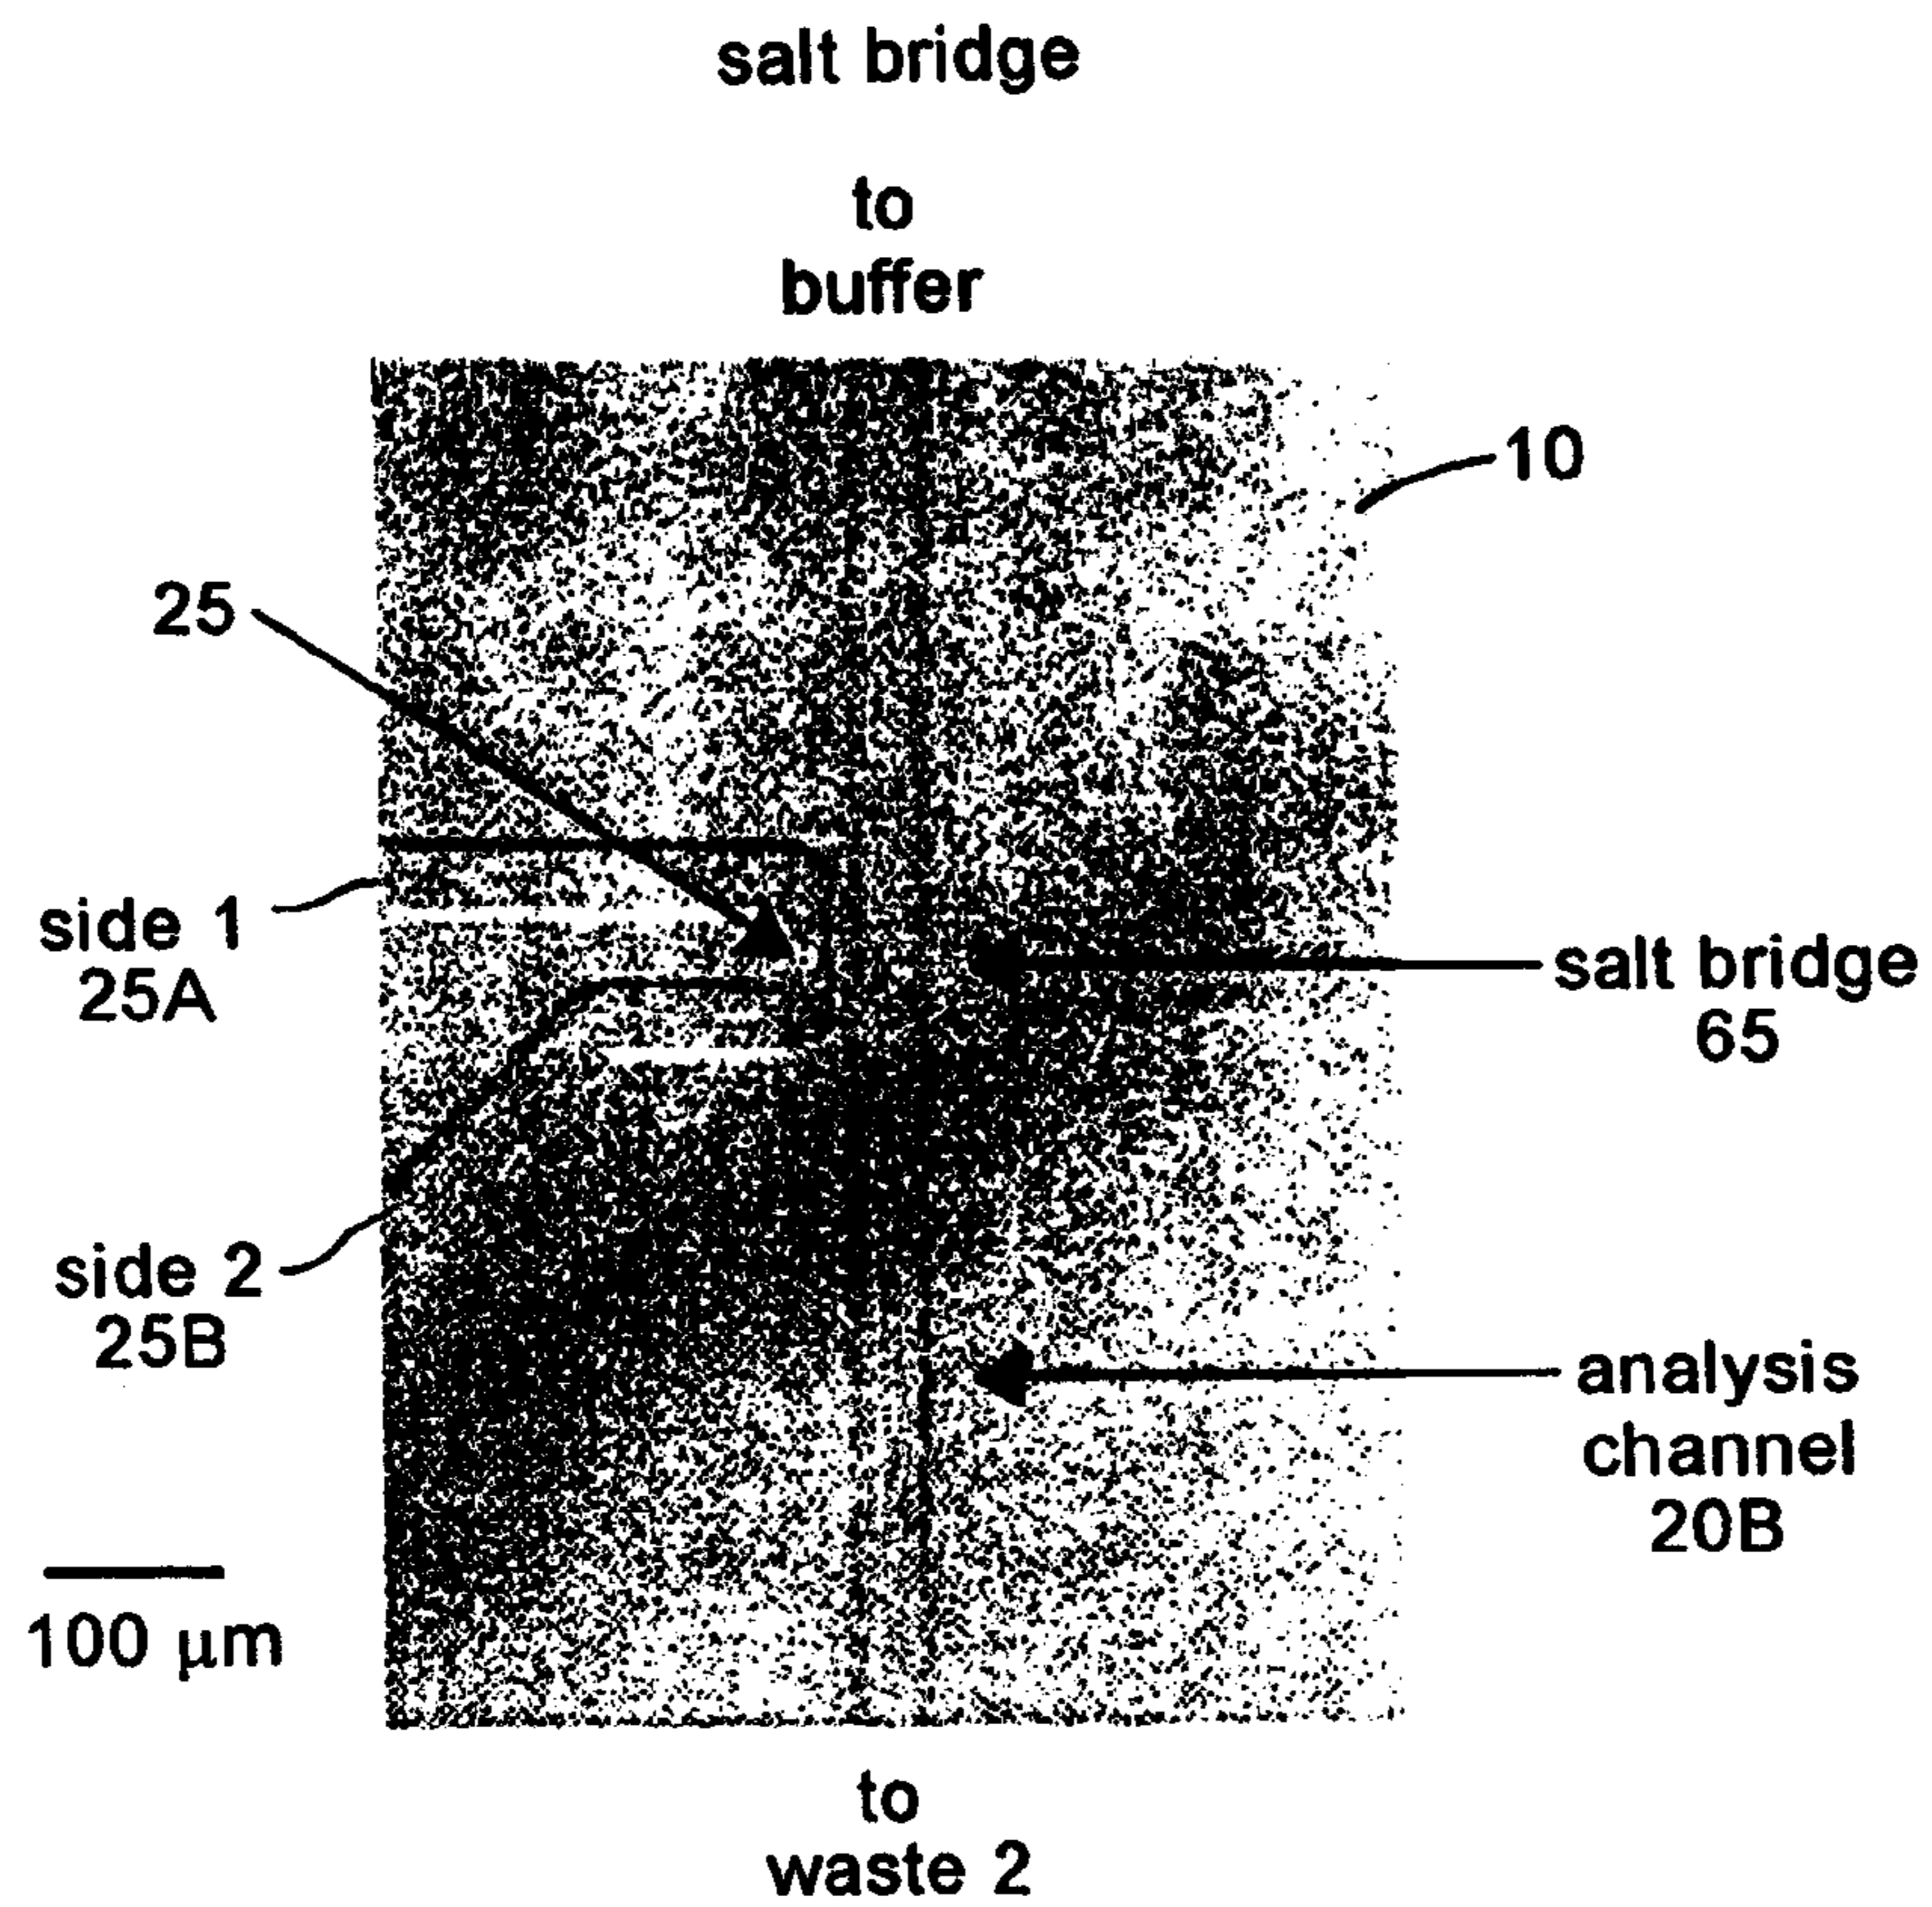 salt bridge
to
buffer
10
25
side 1
25A
salt bridge
65
side 2
25B
analysis
channel
20B
100 µm
to
waste 2